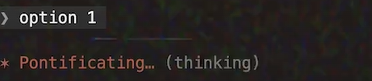 ❯ option 1
✶ Pontificating… (thinking)